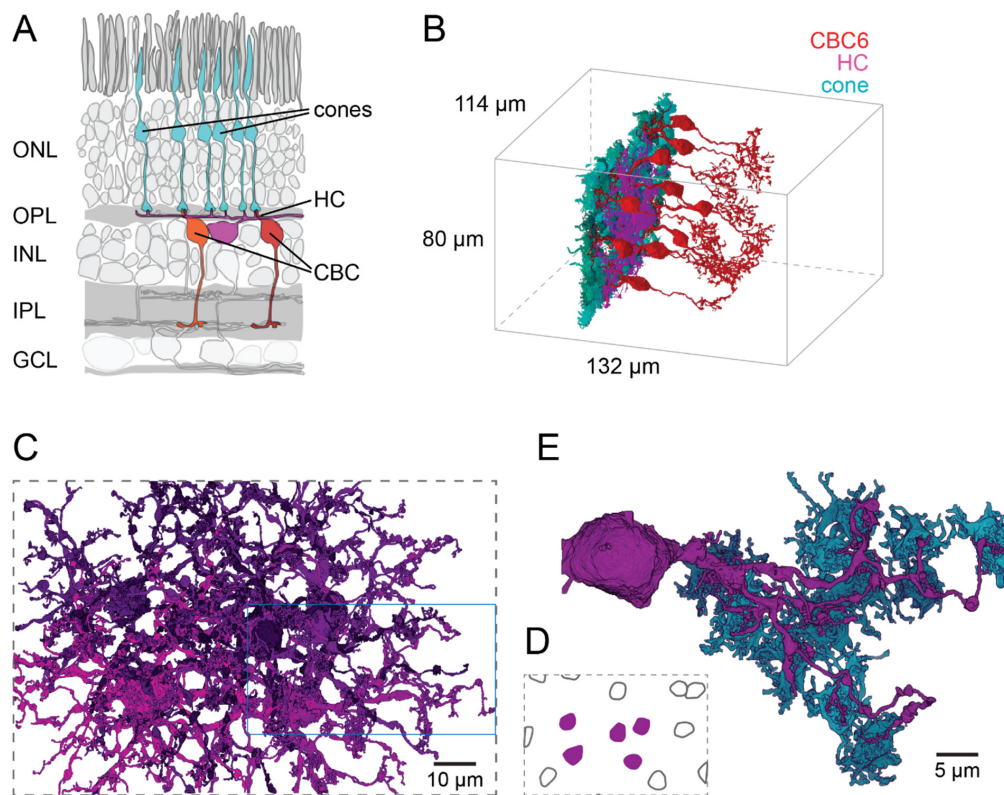 A
cones
ONL
OPL
HC
INL
CBC
IPL
GCL
B
CBC6
HC
cone
114 µm
80 µm
132 µm
C
10 µm
D
E
5 µm